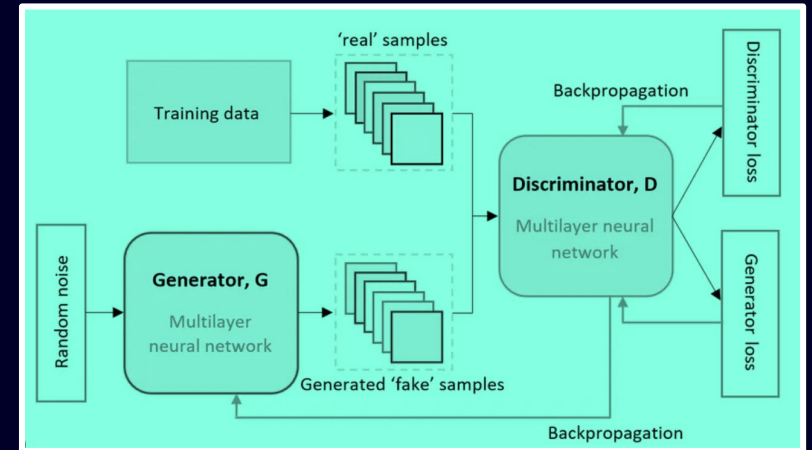 ‘real’ samples
Training data
Backpropagation
Discriminator loss
Discriminator, D
Multilayer neural
network
Random noise
Generator, G
Multilayer
neural network
Generated ‘fake’ samples
Generator loss
Backpropagation